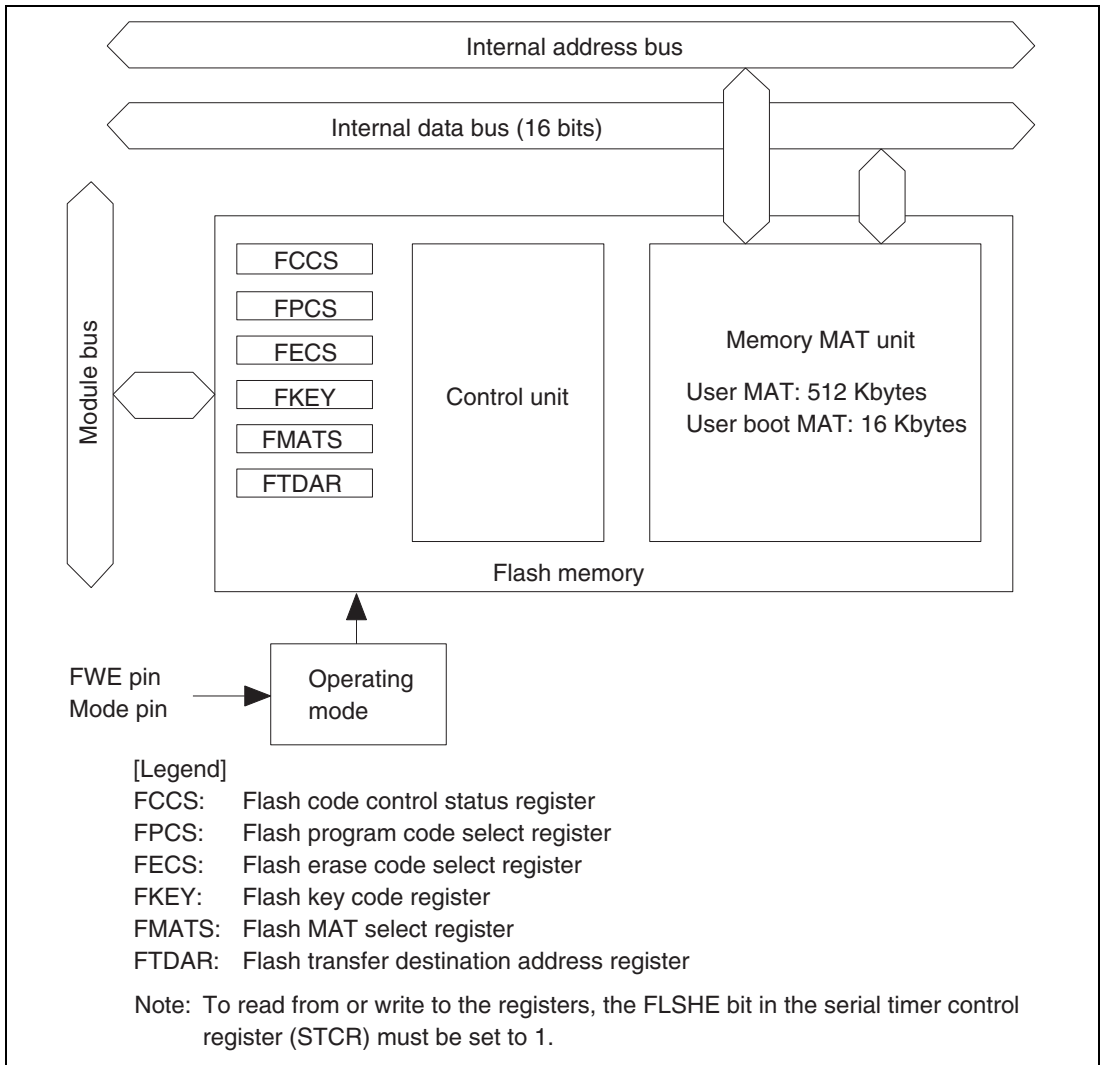 Internal address bus
Internal data bus (16 bits)
Module bus
FCCS
FPCS
FECS
FKEY
FMATS
FTDAR
Control unit
Memory MAT unit
User MAT: 512 Kbytes
User boot MAT: 16 Kbytes
Flash memory
FWE pin
Mode pin
Operating
mode
[Legend]
FCCS: Flash code control status register
FPCS: Flash program code select register
FECS: Flash erase code select register
FKEY: Flash key code register
FMATS: Flash MAT select register
FTDAR: Flash transfer destination address register
Note: To read from or write to the registers, the FLSHE bit in the serial timer control
register (STCR) must be set to 1.